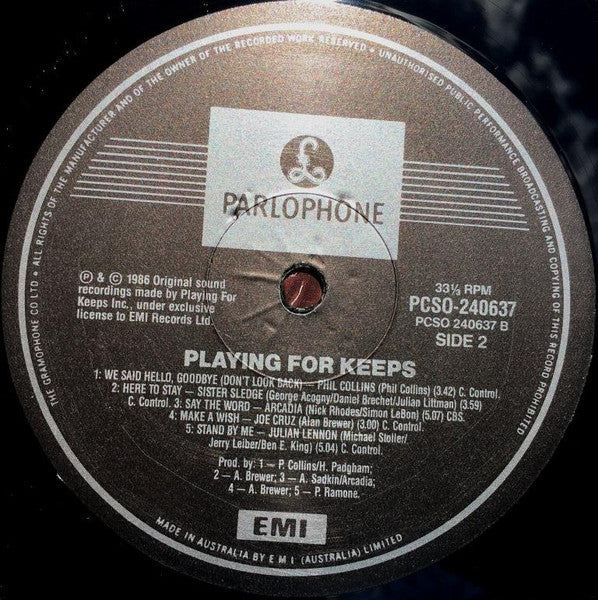 ALL RIGHTS OF THE MANUFACTURER AND OF THE OWNER OF THE RECORDED WORK RESERVED • UNAUTHORISED PUBLIC PERFORMANCE BROADCASTING AND COPYING OF THIS RECORD PROHIBITED
THE GRAMOPHONE CO LTD •
£
PARLOPHONE
Ⓟ & © 1986 Original sound
recordings made by Playing For
Keeps Inc., under exclusive
license to EMI Records Ltd
33⅓ RPM
PCSO-240637
PCSO 240637 B
SIDE 2
PLAYING FOR KEEPS
1: WE SAID HELLO, GOODBYE (DON'T LOOK BACK) — PHIL COLLINS (Phil Collins) (3.42) C. Control.
2: HERE TO STAY — SISTER SLEDGE (George Acogny/Daniel Brechet/Julian Littman) (3.59)
C. Control. 3: SAY THE WORD — ARCADIA (Nick Rhodes/Simon LeBon) (5.07) CBS.
4: MAKE A WISH — JOE CRUZ (Alan Brewer) (3.00) C. Control.
5: STAND BY ME — JULIAN LENNON (Michael Stoller/
Jerry Leiber/Ben E. King) (5.04) C. Control.
Prod. by: 1 — P. Collins/H. Padgham;
2 — A. Brewer; 3 — A. Sadkin/Arcadia;
4 — A. Brewer; 5 — P. Ramone.
EMI
MADE IN AUSTRALIA BY E M I (AUSTRALIA) LIMITED